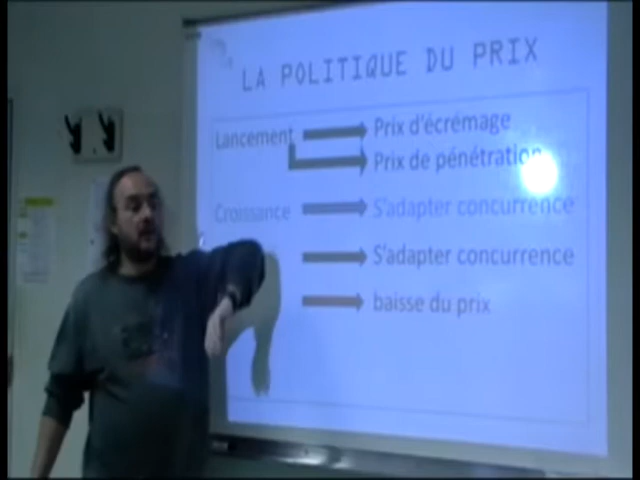 LA POLITIQUE DU PRIX
Lancement Prix d'écrémage
Prix de pénétration
Croissance S'adapter concurrence
S'adapter concurrence
baisse du prix